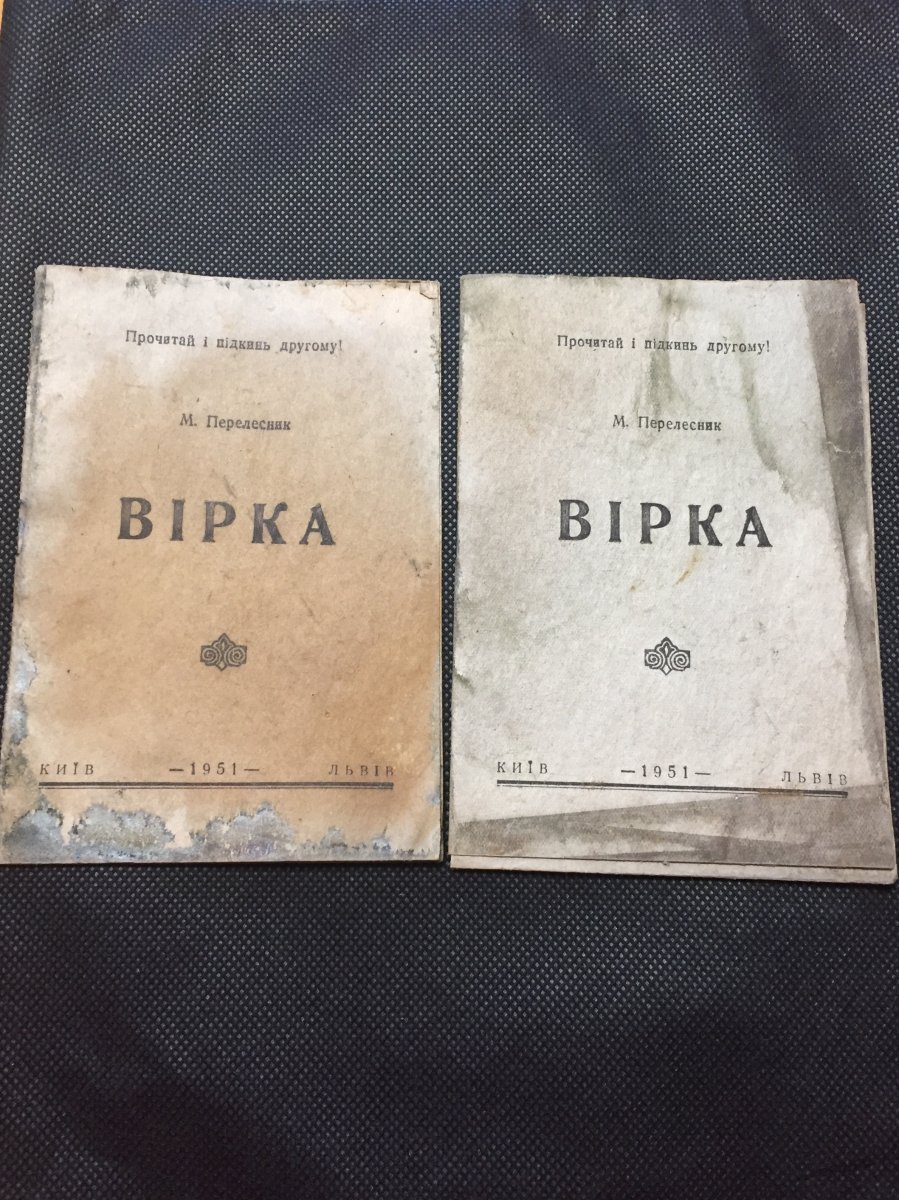 Прочитай і підкинь другому!
М. Перелесник
ВІРКА
КИЇВ —1951— ЛЬВІВ
Прочитай і підкинь другому!
М. Перелесник
ВІРКА
КИЇВ —1951— ЛЬВІВ